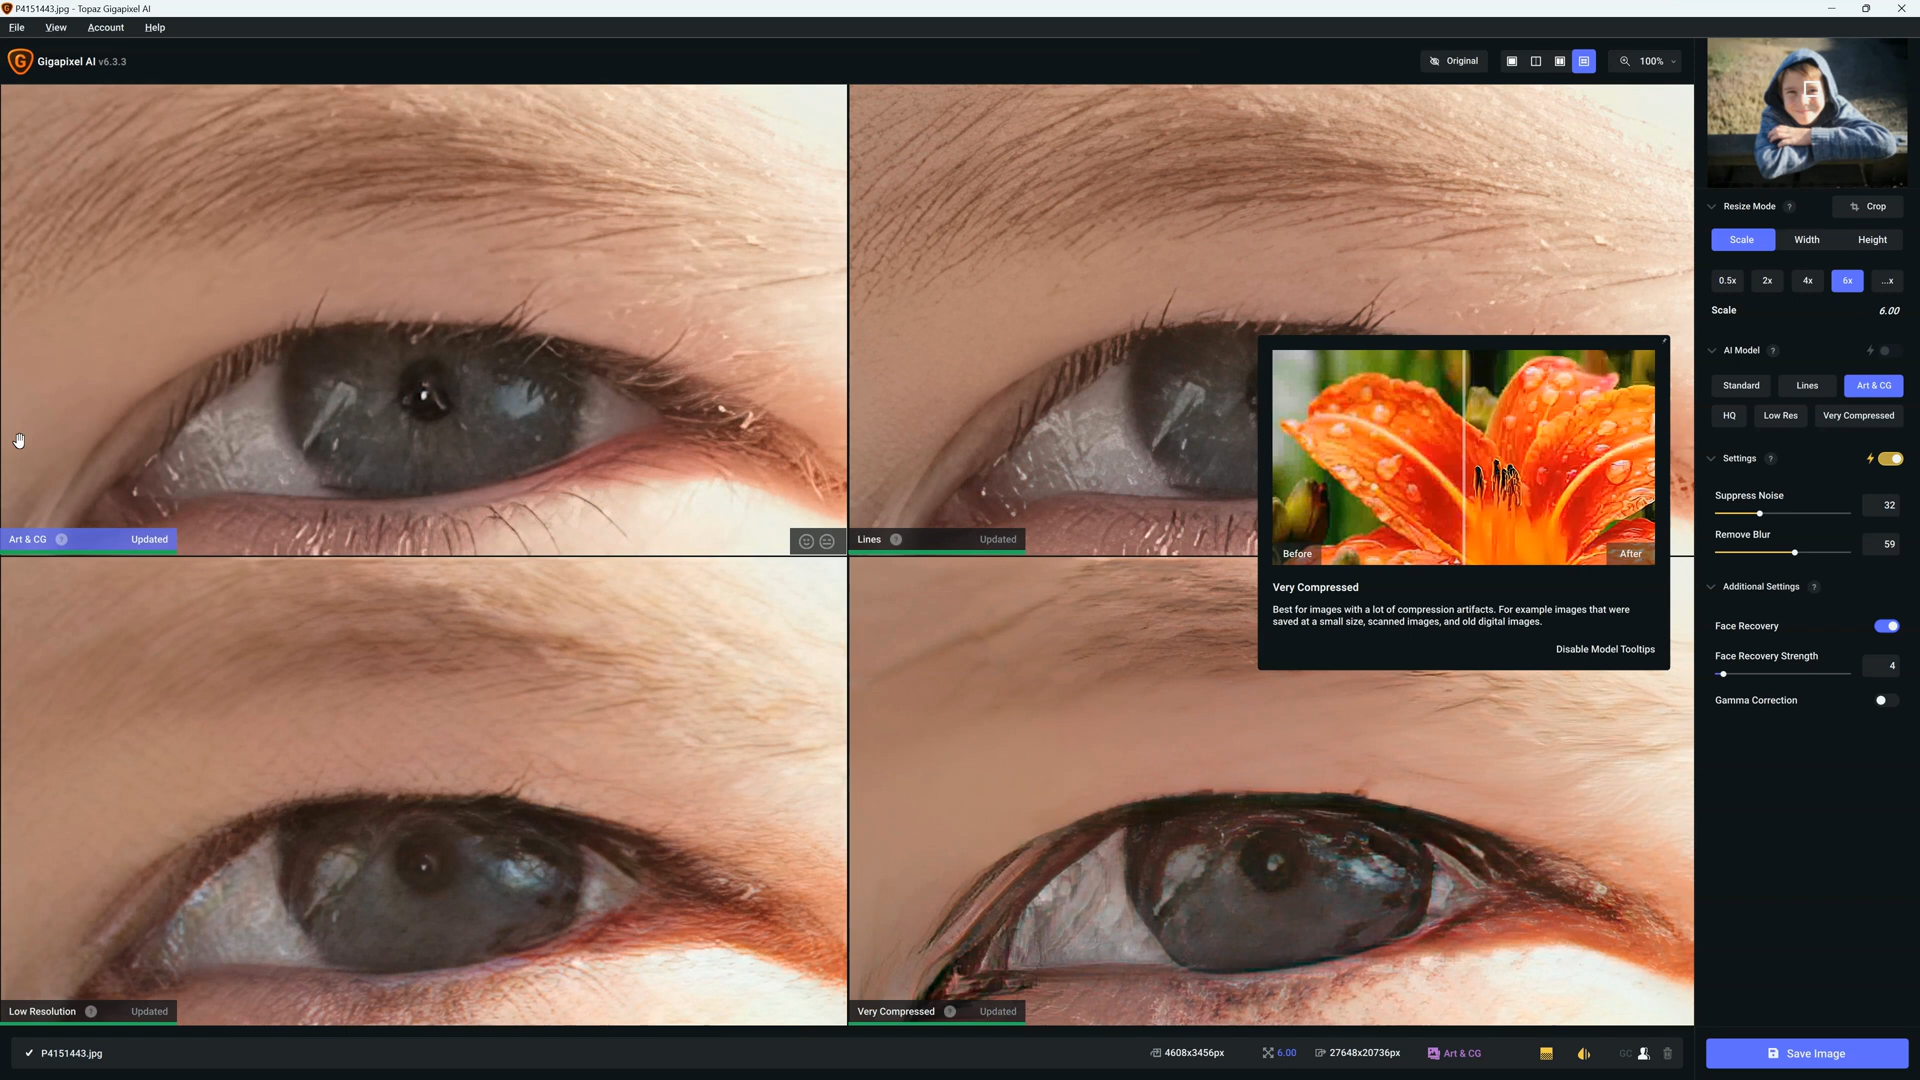 P4151443.jpg - Topaz Gigapixel AI
File View Account Help
Gigapixel AI v6.3.3
Original
100%
Resize Mode ? Crop
Scale Width Height
0.5x 2x 4x 6x ...x
Scale 6.00
AI Model ?
Standard Lines Art & CG
HQ Low Res Very Compressed
Settings ?
Suppress Noise
32
Remove Blur
59
Additional Settings ?
Face Recovery
Face Recovery Strength
4
Gamma Correction
Art & CG ? Updated
Lines ? Updated
Before After
Very Compressed
Best for images with a lot of compression artifacts. For example images that were
saved at a small size, scanned images, and old digital images.
Disable Model Tooltips
Low Resolution ? Updated
Very Compressed ? Updated
P4151443.jpg
4608x3456px 6.00 27648x20736px Art & CG GC
Save Image